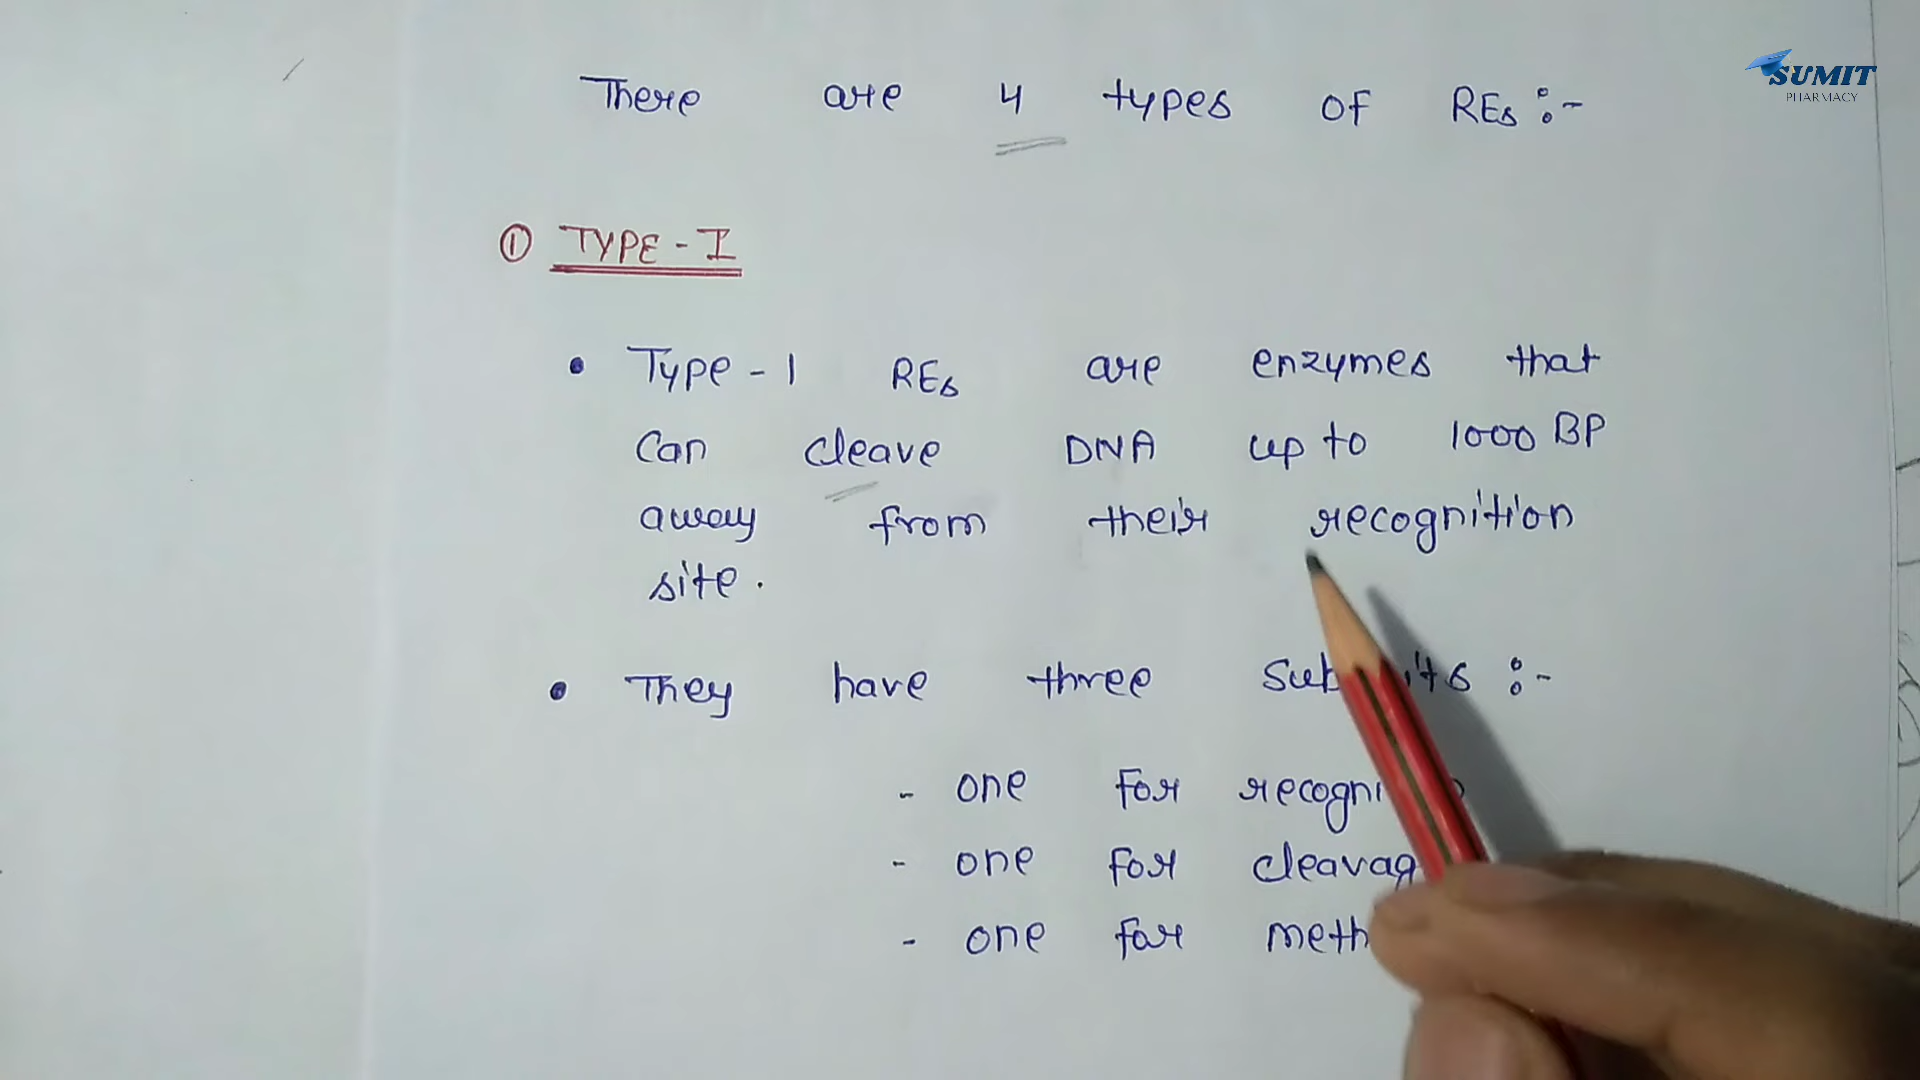 SUMIT
PHARMACY
There are 4 types of REs :-
① TYPE - I
• Type - 1 REs are enzymes that
Can cleave DNA up to 1000 BP
away from their recognition
site.
• They have three :-
- one for
- one for
- one for